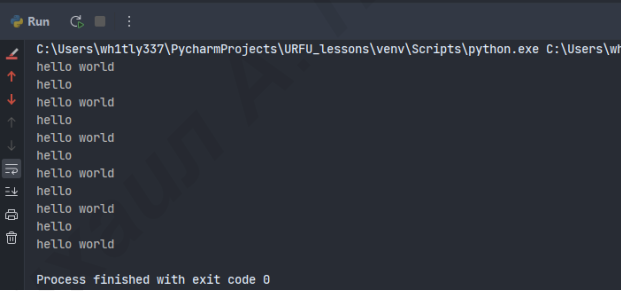 Run
C:\Users\wh1tly337\PycharmProjects\URFU_lessons\venv\Scripts\python.exe C:\Users\wh
hello world
hello
hello world
hello
hello world
hello
hello world
hello
hello world
hello
hello world
Process finished with exit code 0